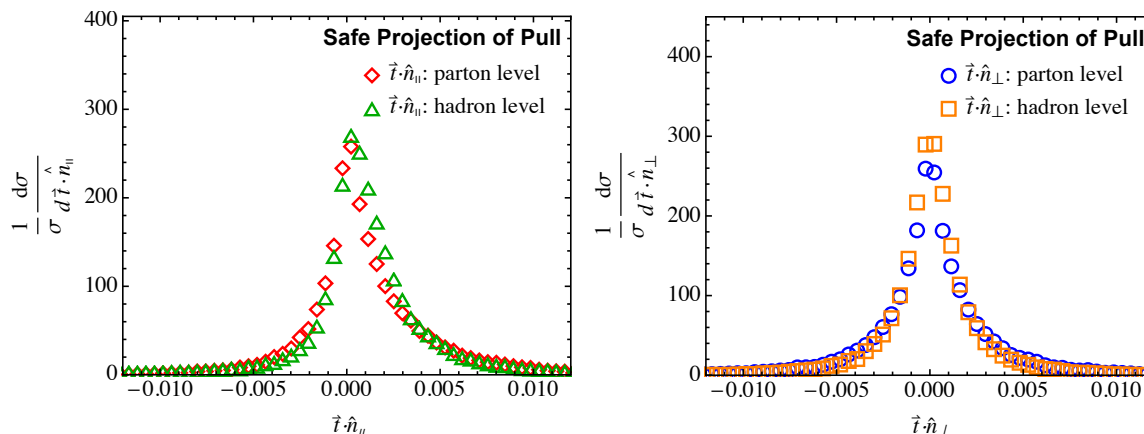 Safe Projection of Pull
t⃗·n̂∥: parton level
t⃗·n̂∥: hadron level
400
300
200
100
0
1/σ dσ/d t⃗·n̂∥
−0.010 −0.005 0.000 0.005 0.010
t⃗·n̂∥
Safe Projection of Pull
t⃗·n̂⊥: parton level
t⃗·n̂⊥: hadron level
400
300
200
100
0
1/σ dσ/d t⃗·n̂⊥
−0.010 −0.005 0.000 0.005 0.010
t⃗·n̂⊥